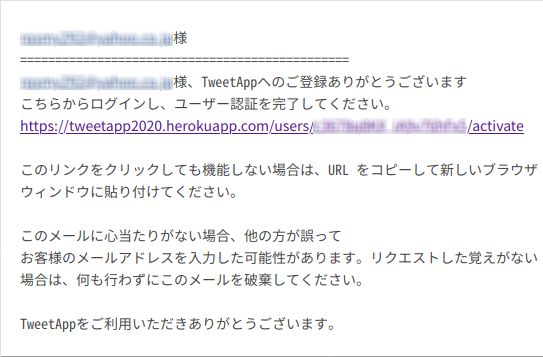 様
===============================================
様、TweetAppへのご登録ありがとうございます
こちらからログインし、ユーザー認証を完了してください。
https://tweetapp2020.herokuapp.com/users/ /activate
このリンクをクリックしても機能しない場合は、URL をコピーして新しいブラウザ
ウィンドウに貼り付けてください。
このメールに心当たりがない場合、他の方が誤って
お客様のメールアドレスを入力した可能性があります。リクエストした覚えがない
場合は、何も行わずにこのメールを破棄してください。
TweetAppをご利用いただきありがとうございます。